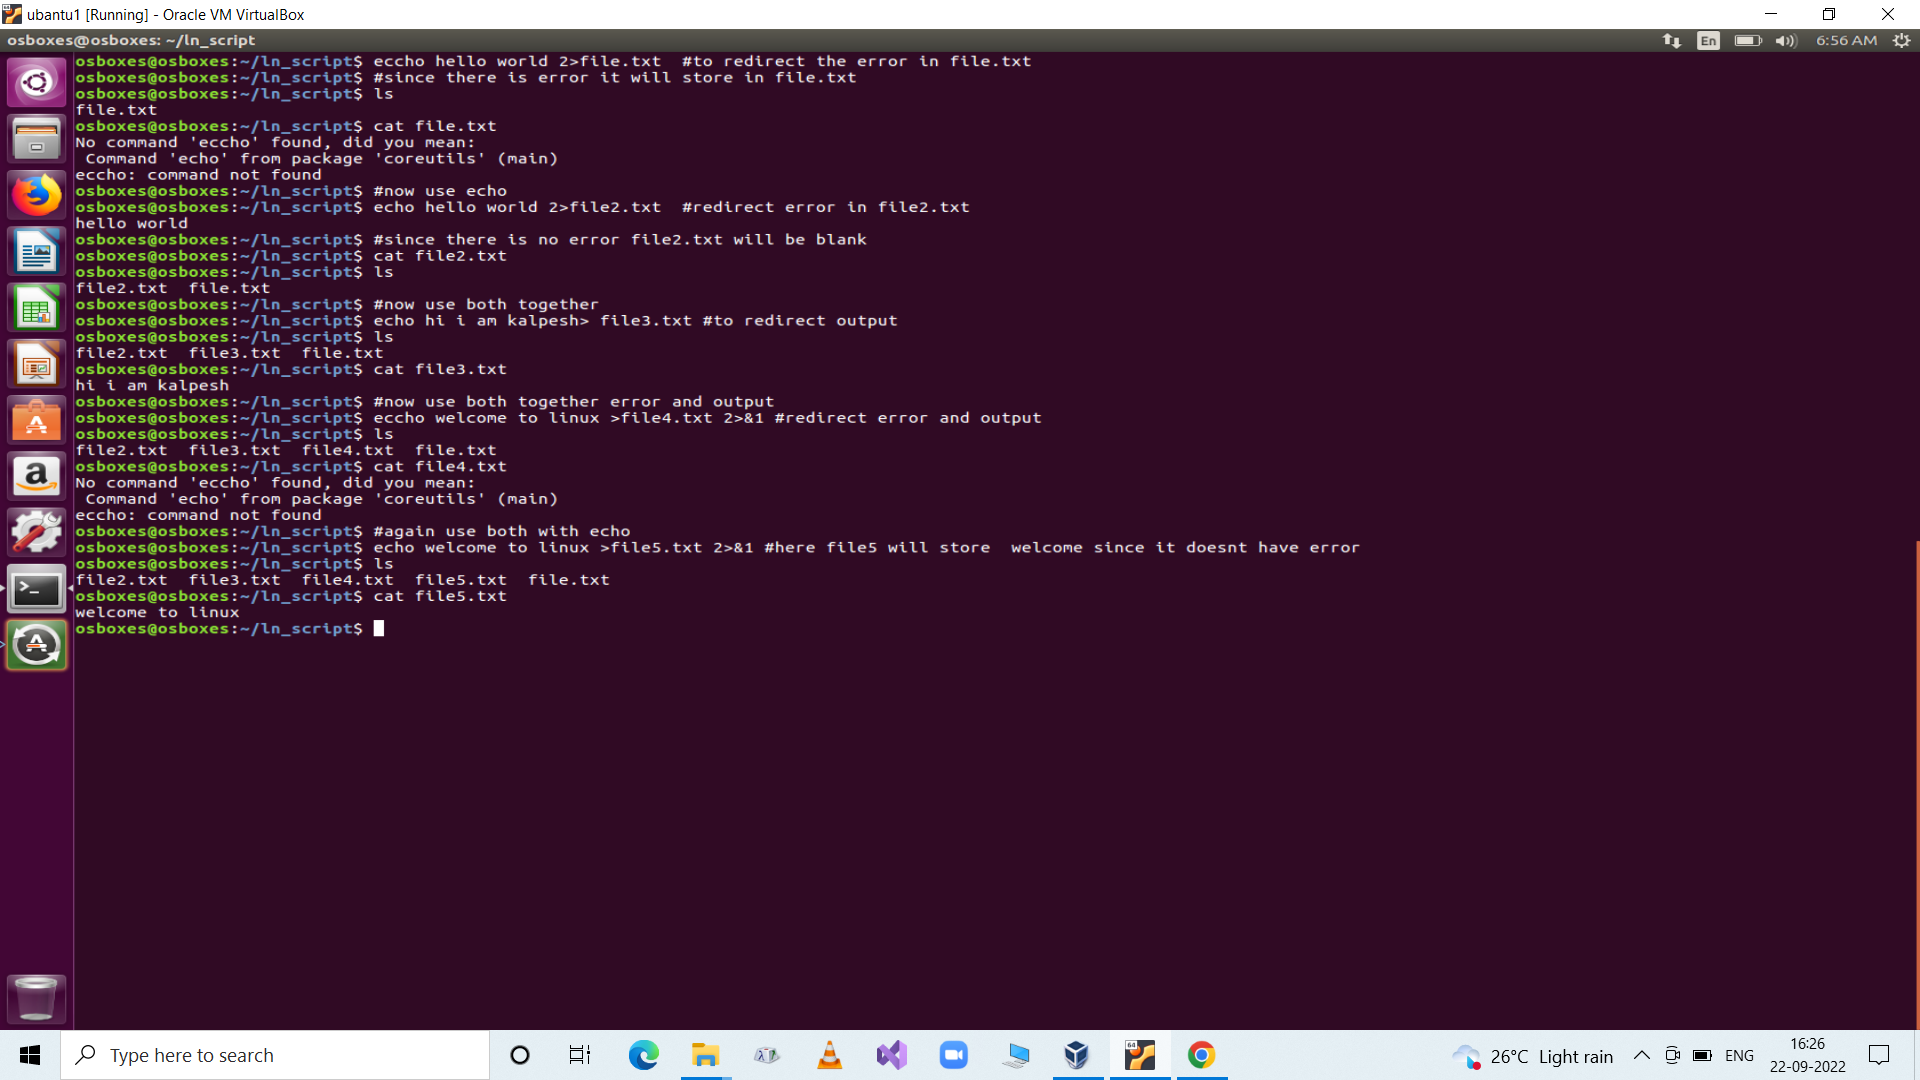 ubantu1 [Running] - Oracle VM VirtualBox
osboxes@osboxes: ~/ln_script
En
6:56 AM
osboxes@osboxes:~/ln_script$ eccho hello world 2>file.txt  #to redirect the error in file.txt
osboxes@osboxes:~/ln_script$ #since there is error it will store in file.txt
osboxes@osboxes:~/ln_script$ ls
file.txt
osboxes@osboxes:~/ln_script$ cat file.txt
No command 'eccho' found, did you mean:
 Command 'echo' from package 'coreutils' (main)
eccho: command not found
osboxes@osboxes:~/ln_script$ #now use echo
osboxes@osboxes:~/ln_script$ echo hello world 2>file2.txt  #redirect error in file2.txt
hello world
osboxes@osboxes:~/ln_script$ #since there is no error file2.txt will be blank
osboxes@osboxes:~/ln_script$ cat file2.txt
osboxes@osboxes:~/ln_script$ ls
file2.txt  file.txt
osboxes@osboxes:~/ln_script$ #now use both together
osboxes@osboxes:~/ln_script$ echo hi i am kalpesh> file3.txt #to redirect output
osboxes@osboxes:~/ln_script$ ls
file2.txt  file3.txt  file.txt
osboxes@osboxes:~/ln_script$ cat file3.txt
hi i am kalpesh
osboxes@osboxes:~/ln_script$ #now use both together error and output
osboxes@osboxes:~/ln_script$ eccho welcome to linux >file4.txt 2>&1 #redirect error and output
osboxes@osboxes:~/ln_script$ ls
file2.txt  file3.txt  file4.txt  file.txt
osboxes@osboxes:~/ln_script$ cat file4.txt
No command 'eccho' found, did you mean:
 Command 'echo' from package 'coreutils' (main)
eccho: command not found
osboxes@osboxes:~/ln_script$ #again use both with echo
osboxes@osboxes:~/ln_script$ echo welcome to linux >file5.txt 2>&1 #here file5 will store  welcome since it doesnt have error
osboxes@osboxes:~/ln_script$ ls
file2.txt  file3.txt  file4.txt  file5.txt  file.txt
osboxes@osboxes:~/ln_script$ cat file5.txt
welcome to linux
osboxes@osboxes:~/ln_script$
Type here to search
64
26°C Light rain
ENG
16:26
22-09-2022